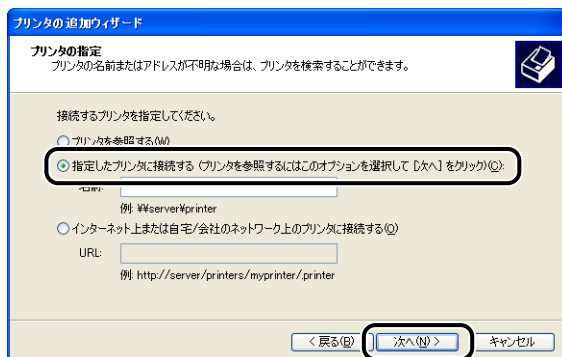 プリンタの追加ウィザード
プリンタの指定
プリンタの名前またはアドレスが不明な場合は、プリンタを検索することができます。
接続するプリンタを指定してください。
プリンタを参照する(W)
指定したプリンタに接続する (プリンタを参照するにはこのオプションを選択して [次へ] をクリック)(C):
名前:
例: ¥¥server¥printer
インターネット上または自宅/会社のネットワーク上のプリンタに接続する(O)
URL:
例: http://server/printers/myprinter/.printer
< 戻る(B) 次へ(N) > キャンセル